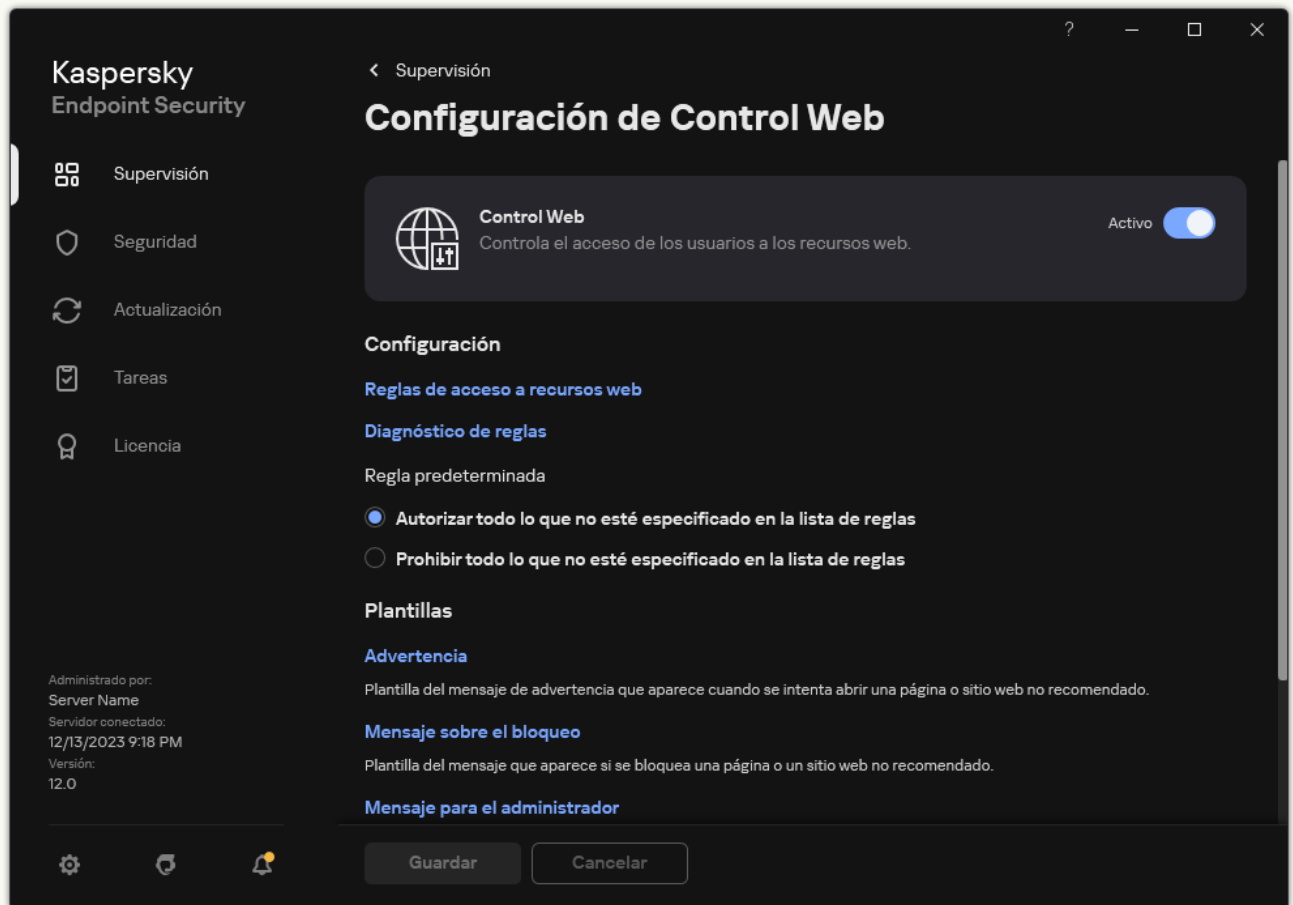 ?
Kaspersky
Endpoint Security
Supervisión
Seguridad
Actualización
Tareas
Licencia
Administrado por:
Server Name
Servidor conectado:
12/13/2023 9:18 PM
Versión:
12.0
Supervisión
Configuración de Control Web
Control Web
Controla el acceso de los usuarios a los recursos web.
Activo
Configuración
Reglas de acceso a recursos web
Diagnóstico de reglas
Regla predeterminada
Autorizar todo lo que no esté especificado en la lista de reglas
Prohibir todo lo que no esté especificado en la lista de reglas
Plantillas
Advertencia
Plantilla del mensaje de advertencia que aparece cuando se intenta abrir una página o sitio web no recomendado.
Mensaje sobre el bloqueo
Plantilla del mensaje que aparece si se bloquea una página o un sitio web no recomendado.
Mensaje para el administrador
Guardar
Cancelar